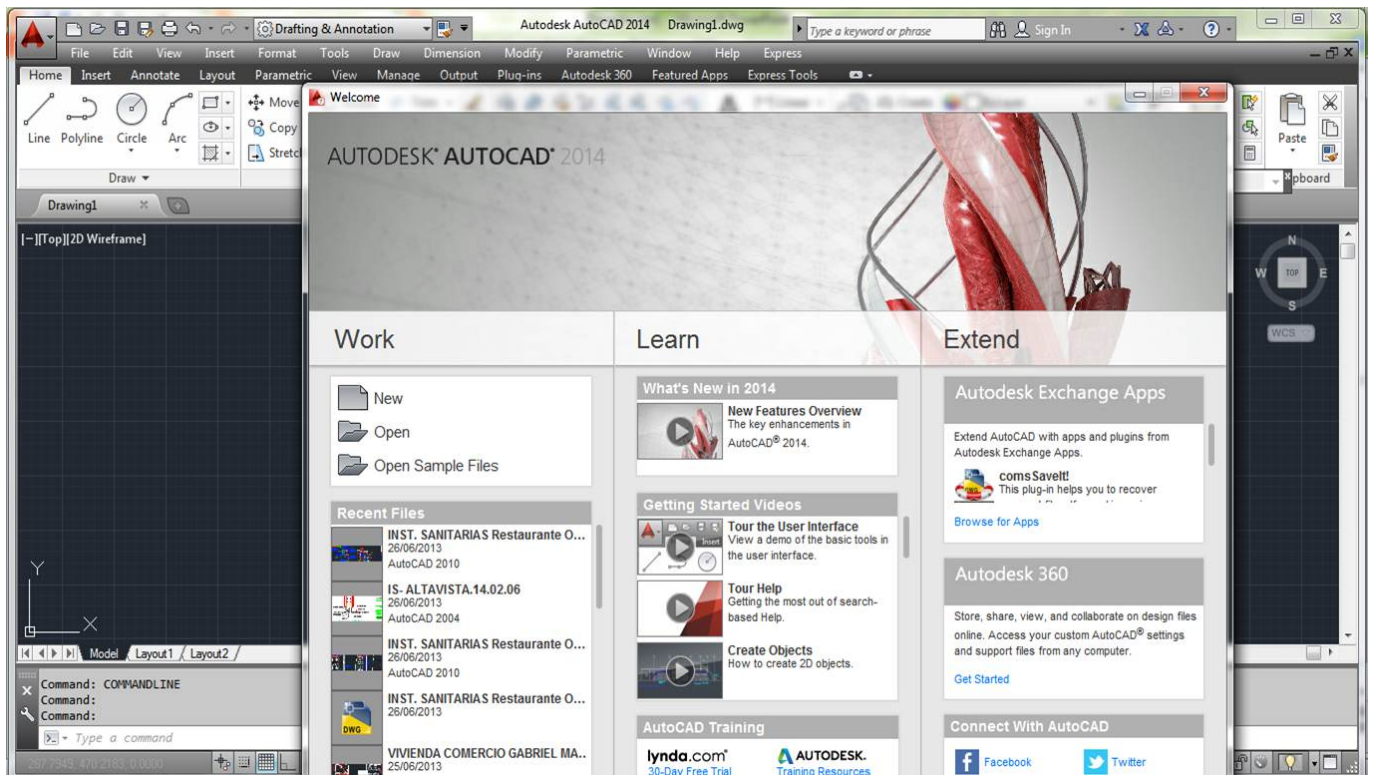 Drafting & Annotation
Autodesk AutoCAD 2014 Drawing1.dwg
Type a keyword or phrase
Sign In
File Edit View Insert Format Tools Draw Dimension Modify Parametric Window Help Express
Home Insert Annotate Layout Parametric View Manage Output Plug-ins Autodesk 360 Featured Apps Express Tools
Line Polyline Circle Arc
Move
Copy
Stretc
Paste
Draw
pboard
Drawing1
[−][Top][2D Wireframe]
N
W TOP E
S
WCS
Welcome
AUTODESK® AUTOCAD® 2014
Work
New
Open
Open Sample Files
Recent Files
INST. SANITARIAS Restaurante O...
26/06/2013
AutoCAD 2010
IS- ALTAVISTA.14.02.06
26/06/2013
AutoCAD 2004
INST. SANITARIAS Restaurante O...
26/06/2013
AutoCAD 2010
INST. SANITARIAS Restaurante O...
26/06/2013
DWG
VIVIENDA COMERCIO GABRIEL MA..
25/06/2013
Learn
What's New in 2014
New Features Overview
The key enhancements in
AutoCAD® 2014.
Getting Started Videos
Insert
Tour the User Interface
View a demo of the basic tools in
the user interface.
Tour Help
Getting the most out of search-
based Help.
Create Objects
How to create 2D objects.
AutoCAD Training
lynda.com®
30-Day Free Trial
AUTODESK.
Training Resources
Extend
Autodesk Exchange Apps
Extend AutoCAD with apps and plugins from
Autodesk Exchange Apps.
DWG
comsSaveIt!
This plug-in helps you to recover
Browse for Apps
Autodesk 360
Store, share, view, and collaborate on design files
online. Access your custom AutoCAD® settings
and support files from any computer.
Get Started
Connect With AutoCAD
Facebook
Twitter
Y
X
Model Layout1 Layout2
Command: COMMANDLINE
Command:
Command:
Type a command